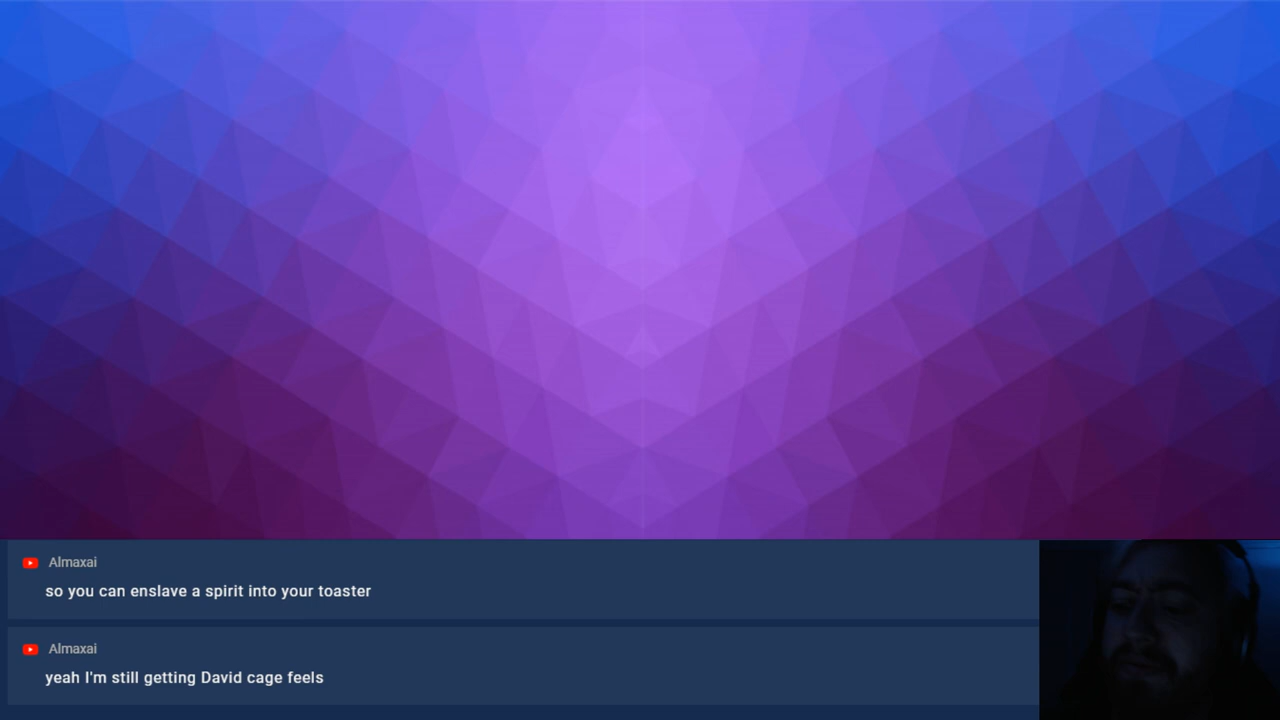 Almaxai
so you can enslave a spirit into your toaster
Almaxai
yeah I'm still getting David cage feels